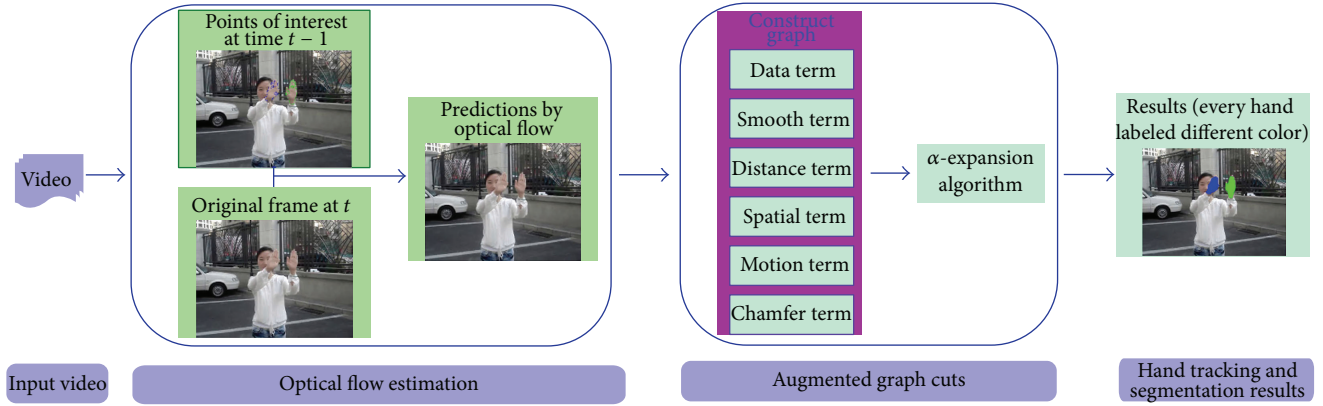 Video
Points of interest
at time t − 1
Original frame at t
Predictions by
optical flow
Construct
graph
Data term
Smooth term
Distance term
Spatial term
Motion term
Chamfer term
α-expansion
algorithm
Results (every hand
labeled different color)
Input video
Optical flow estimation
Augmented graph cuts
Hand tracking and
segmentation results